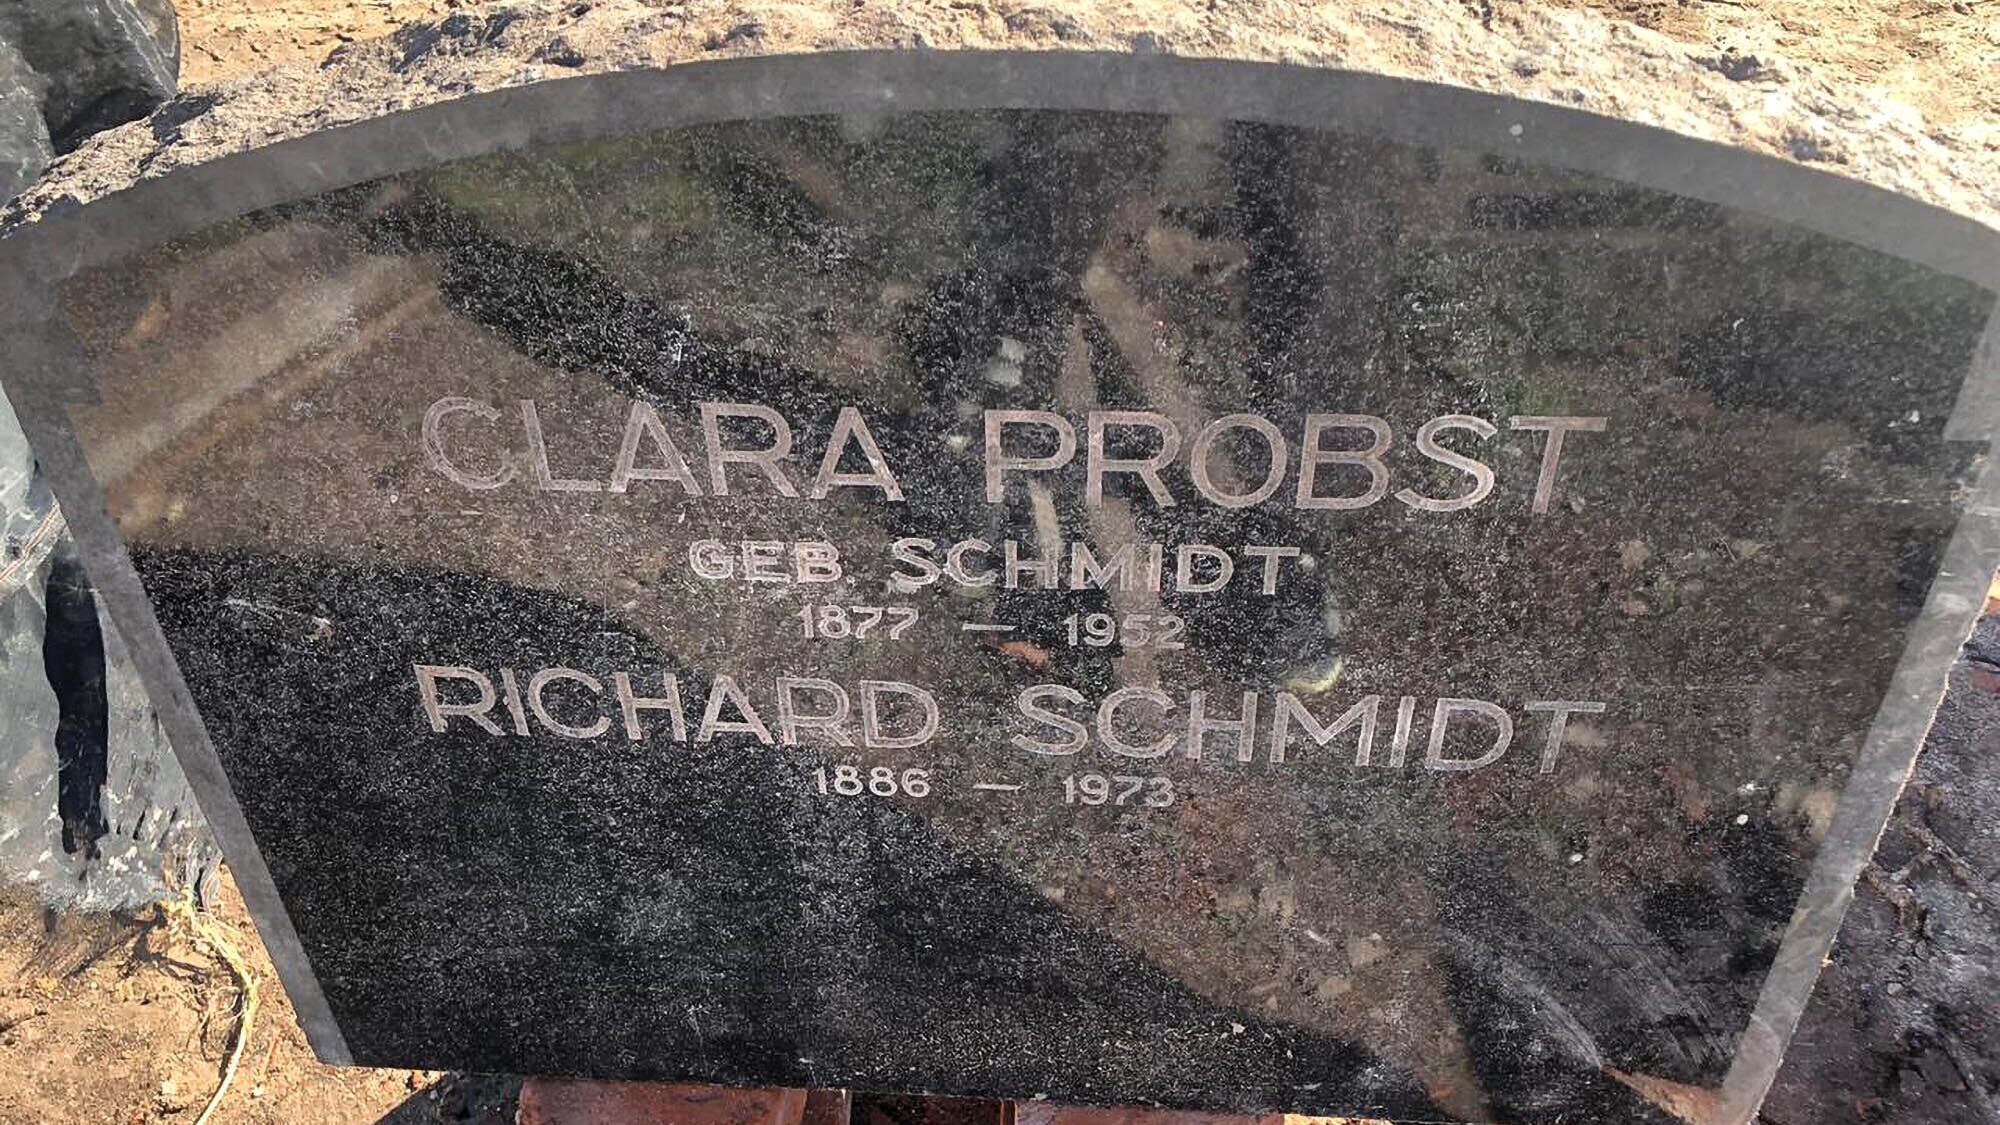 CLARA PROBST
GEB. SCHMIDT
1877 — 1952
RICHARD SCHMIDT
1886 — 1973